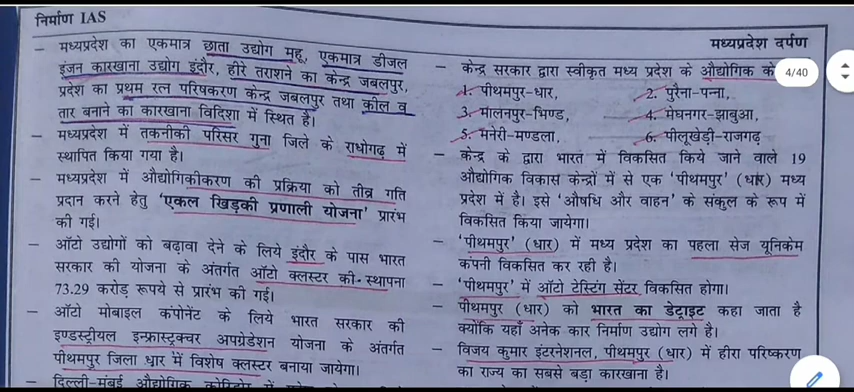 निर्माण IAS
मध्यप्रदेश दर्पण
4/40
– मध्यप्रदेश का एकमात्र छाता उद्योग महू, एकमात्र डीजल
इंजन कारखाना उद्योग इंदौर, हीरे तराशने का केन्द्र जबलपुर,
प्रदेश का प्रथम रत्न परिषकरण केन्द्र जबलपुर तथा कील व
तार बनाने का कारखाना विदिशा में स्थित है।
– मध्यप्रदेश में तकनीकी परिसर गुना जिले के राधोगढ़ में
स्थापित किया गया है।
– मध्यप्रदेश में औद्योगिकीकरण की प्रक्रिया को तीव्र गति
प्रदान करने हेतु 'एकल खिड़की प्रणाली योजना' प्रारंभ
की गई।
– ऑटो उद्योगों को बढ़ावा देने के लिये इंदौर के पास भारत
सरकार की योजना के अंतर्गत ऑटो क्लस्टर की स्थापना
73.29 करोड़ रूपये से प्रारंभ की गई।
– ऑटो मोबाइल कंपोनेंट के लिये भारत सरकार की
इण्डस्ट्रीयल इन्फ्रास्ट्रक्चर अपग्रेडेशन योजना के अंतर्गत
पीथमपुर जिला धार में विशेष क्लस्टर बनाया जायेगा।
– दिल्ली-मुंबई औद्योगिक कोरिडोर में
– केन्द्र सरकार द्वारा स्वीकृत मध्य प्रदेश के औद्योगिक के
1. पीथमपुर-धार, 2. पुरैना-पन्ना,
3. मालनपुर-भिण्ड, 4. मेघनगर-झाबुआ,
5. मनेरी-मण्डला, 6. पीलूखेड़ी-राजगढ़
– केन्द्र के द्वारा भारत में विकसित किये जाने वाले 19
औद्योगिक विकास केन्द्रों में से एक 'पीथमपुर' (धार) मध्य
प्रदेश में है। इसे 'औषधि और वाहन' के संकुल के रूप में
विकसित किया जायेगा।
– 'पीथमपुर' (धार) में मध्य प्रदेश का पहला सेज यूनिकेम
कंपनी विकसित कर रही है।
– 'पीथमपुर' में ऑटो टेस्टिंग सेंटर विकसित होगा।
– पीथमपुर (धार) को भारत का डेट्राइट कहा जाता है
क्योंकि यहाँ अनेक कार निर्माण उद्योग लगे है।
– विजय कुमार इंटरनेशनल, पीथमपुर (धार) में हीरा परिष्करण
का राज्य का सबसे बड़ा कारखाना है।